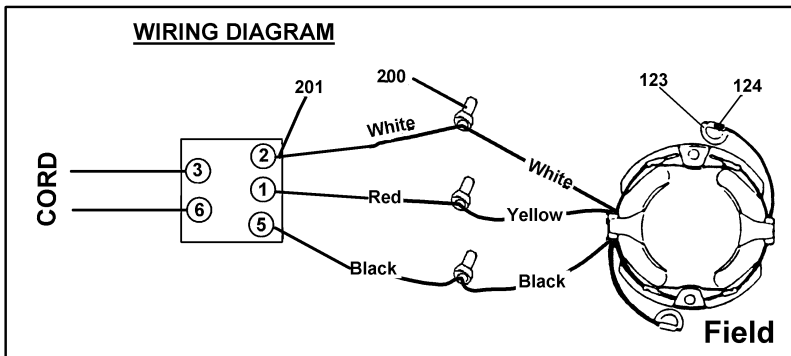 WIRING DIAGRAM
201
200
123
124
White
White
CORD
3
2
1
6
5
Red
Yellow
Black
Black
Field